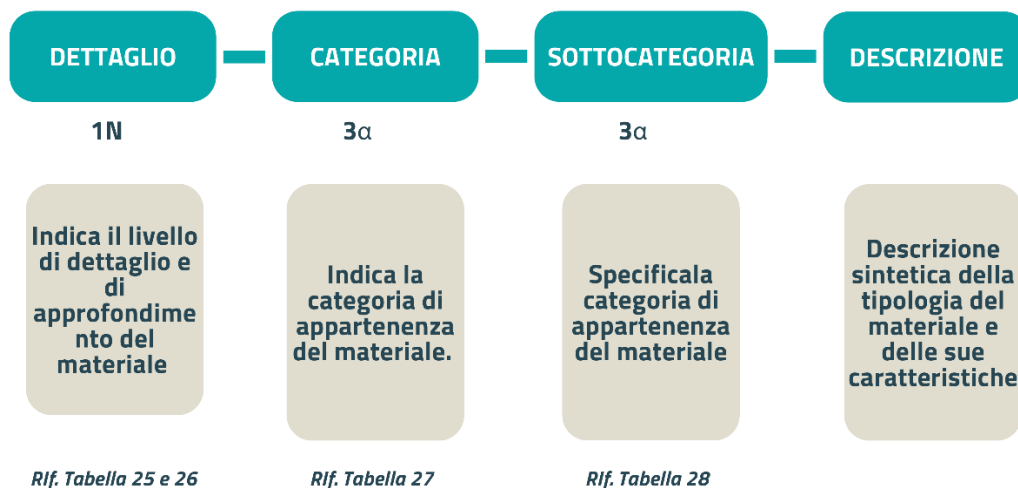 DETTAGLIO
CATEGORIA
SOTTOCATEGORIA
DESCRIZIONE
1N
3α
3α
Indica il livello
di dettaglio e
di
approfondime
nto del
materiale
Indica la
categoria di
appartenenza
del materiale.
Specificala
categoria di
appartenenza
del materiale
Descrizione
sintetica della
tipologia del
materiale e
delle sue
caratteristiche
RIf. Tabella 25 e 26
RIf. Tabella 27
RIf. Tabella 28